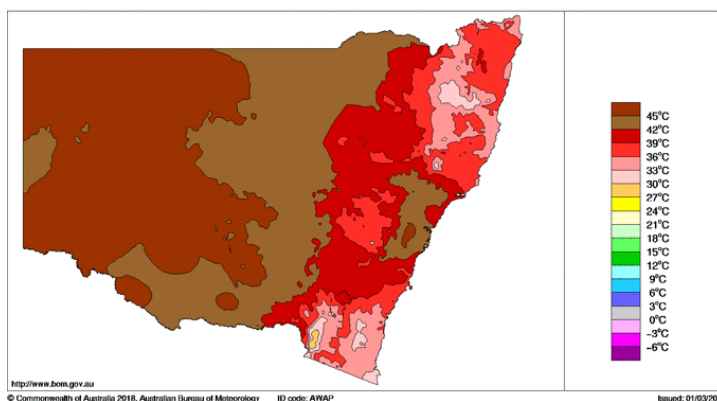 45°C
42°C
39°C
36°C
33°C
30°C
27°C
24°C
21°C
18°C
15°C
12°C
9°C
6°C
3°C
0°C
-3°C
-6°C
http://www.bom.gov.au
© Commonwealth of Australia 2018, Australian Bureau of Meteorology ID code: AWAP Issued: 01/03/20